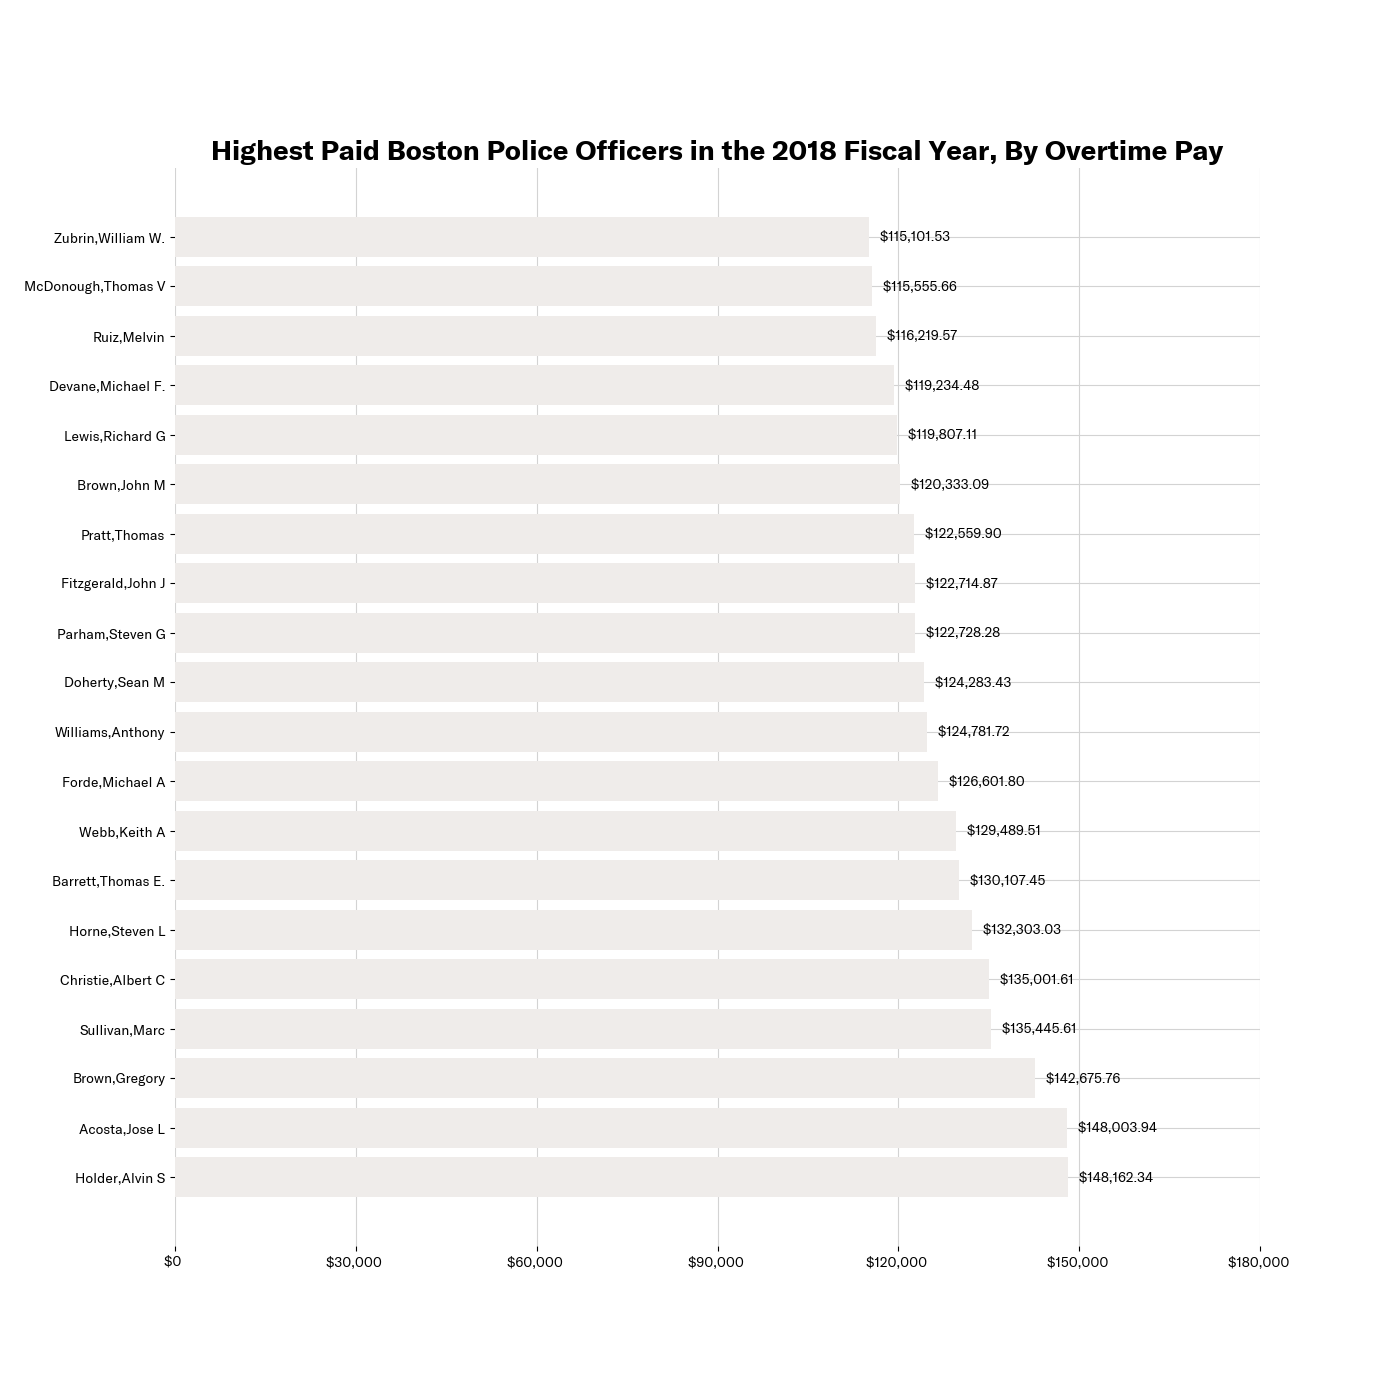 Highest Paid Boston Police Officers in the 2018 Fiscal Year, By Overtime Pay
Zubrin,William W. $115,101.53
McDonough,Thomas V $115,555.66
Ruiz,Melvin $116,219.57
Devane,Michael F. $119,234.48
Lewis,Richard G $119,807.11
Brown,John M $120,333.09
Pratt,Thomas $122,559.90
Fitzgerald,John J $122,714.87
Parham,Steven G $122,728.28
Doherty,Sean M $124,283.43
Williams,Anthony $124,781.72
Forde,Michael A $126,601.80
Webb,Keith A $129,489.51
Barrett,Thomas E. $130,107.45
Horne,Steven L $132,303.03
Christie,Albert C $135,001.61
Sullivan,Marc $135,445.61
Brown,Gregory $142,675.76
Acosta,Jose L $148,003.94
Holder,Alvin S $148,162.34
$0 $30,000 $60,000 $90,000 $120,000 $150,000 $180,000